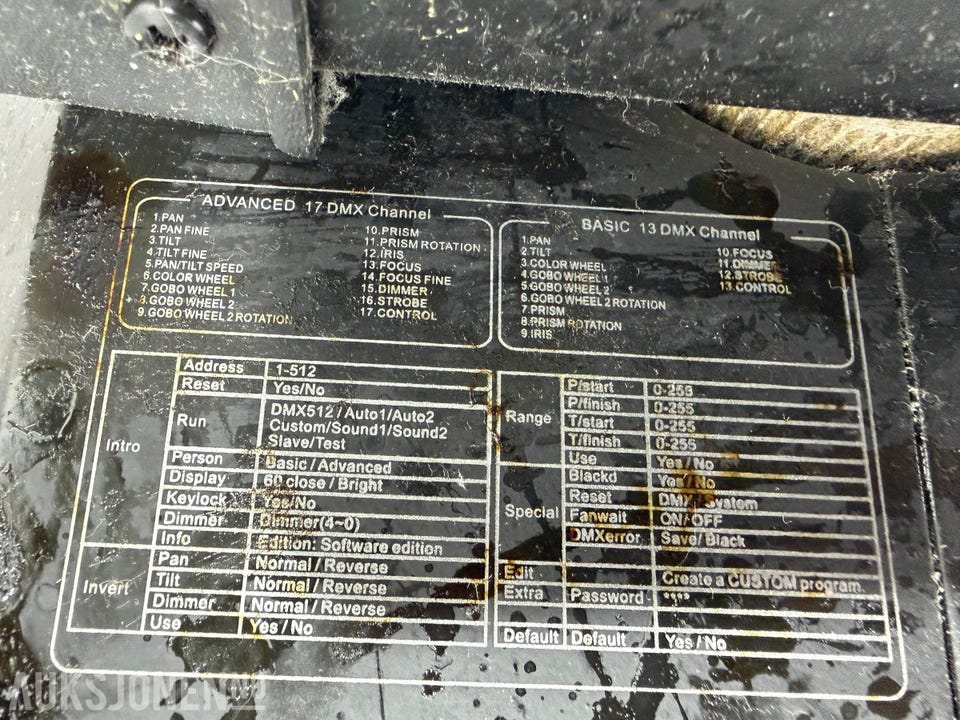 ADVANCED 17 DMX Channel
1.PAN
2.PAN FINE
3.TILT
4.TILT FINE
5.PAN/TILT SPEED
6.COLOR WHEEL
7.GOBO WHEEL 1
8.GOBO WHEEL 2
9.GOBO WHEEL 2 ROTATION
10.PRISM
11.PRISM ROTATION
12.IRIS
13.FOCUS
14.FOCUS FINE
15.DIMMER
16.STROBE
17.CONTROL
BASIC 13 DMX Channel
1.PAN
2.TILT
3.COLOR WHEEL
4.GOBO WHEEL 1
5.GOBO WHEEL 2
6.GOBO WHEEL 2 ROTATION
7.PRISM
8.PRISM ROTATION
9.IRIS
10.FOCUS
11.DIMMER
12.STROBE
13.CONTROL
Intro
Address 1-512
Reset Yes/No
Run DMX512 / Auto1/Auto2
Custom/Sound1/Sound2
Slave/Test
Person Basic / Advanced
Display 60 close / Bright
Keylock Yes/No
Dimmer Dimmer(4~0)
Info Edition: Software edition
Invert
Pan Normal / Reverse
Tilt Normal / Reverse
Dimmer Normal / Reverse
Use Yes / No
Range
P/start 0-255
P/finish 0-255
T/start 0-255
T/finish 0-255
Use Yes / No
Special
Blackd Yes / No
Reset DMX / System
Fanwait ON / OFF
DMXerror Save/ Black
Edit Create a CUSTOM program
Extra Password ****
Default Default Yes / No
AUKSJONEN